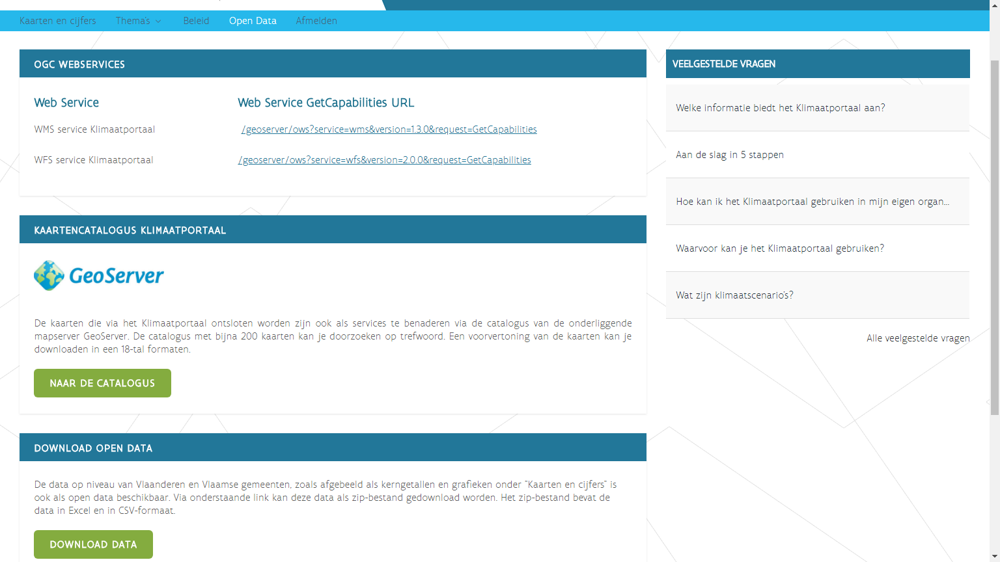 Kaarten en cijfers Thema's Beleid Open Data Afmelden
OGC WEBSERVICES
Web Service Web Service GetCapabilities URL
WMS service Klimaatportaal /geoserver/ows?service=wms&version=1.3.0&request=GetCapabilities
WFS service Klimaatportaal /geoserver/ows?service=wfs&version=2.0.0&request=GetCapabilities
KAARTENCATALOGUS KLIMAATPORTAAL
GeoServer
De kaarten die via het Klimaatportaal ontsloten worden zijn ook als services te benaderen via de catalogus van de onderliggende
mapserver GeoServer. De catalogus met bijna 200 kaarten kan je doorzoeken op trefwoord. Een voorvertoning van de kaarten kan je
downloaden in een 18-tal formaten.
NAAR DE CATALOGUS
DOWNLOAD OPEN DATA
De data op niveau van Vlaanderen en Vlaamse gemeenten, zoals afgebeeld als kerngetallen en grafieken onder "Kaarten en cijfers" is
ook als open data beschikbaar. Via onderstaande link kan deze data als zip-bestand gedownload worden. Het zip-bestand bevat de
data in Excel en in CSV-formaat.
DOWNLOAD DATA
VEELGESTELDE VRAGEN
Welke informatie biedt het Klimaatportaal aan?
Aan de slag in 5 stappen
Hoe kan ik het Klimaatportaal gebruiken in mijn eigen organ...
Waarvoor kan je het Klimaatportaal gebruiken?
Wat zijn klimaatscenario's?
Alle veelgestelde vragen